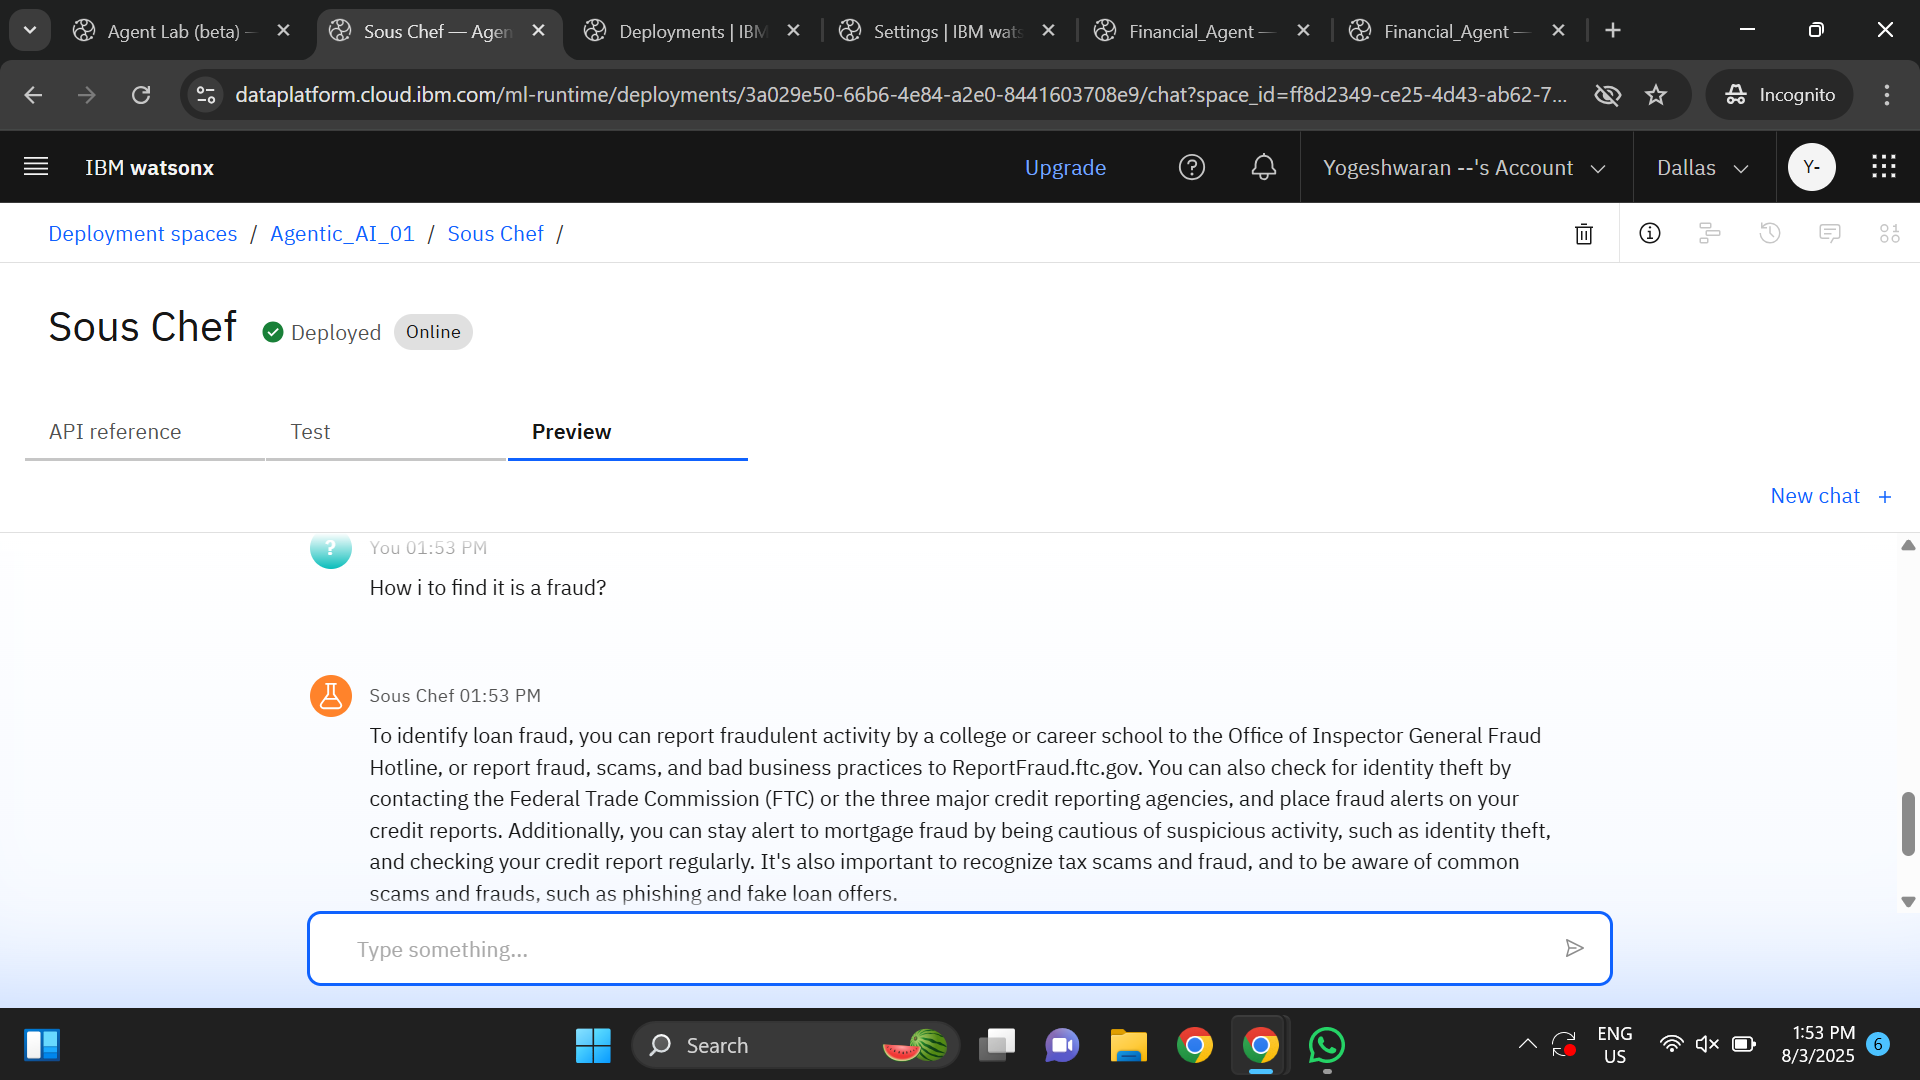 Agent Lab (beta) —
Sous Chef — Agen
Deployments | IBM
Settings | IBM wats
Financial_Agent —
Financial_Agent —
dataplatform.cloud.ibm.com/ml-runtime/deployments/3a029e50-66b6-4e84-a2e0-8441603708e9/chat?space_id=ff8d2349-ce25-4d43-ab62-7...
Incognito
IBM watsonx
Upgrade
Yogeshwaran --'s Account
Dallas
Y-
Deployment spaces / Agentic_AI_01 / Sous Chef /
Sous Chef
Deployed
Online
API reference
Test
Preview
New chat +
You 01:53 PM
How i to find it is a fraud?
Sous Chef 01:53 PM
To identify loan fraud, you can report fraudulent activity by a college or career school to the Office of Inspector General Fraud
Hotline, or report fraud, scams, and bad business practices to ReportFraud.ftc.gov. You can also check for identity theft by
contacting the Federal Trade Commission (FTC) or the three major credit reporting agencies, and place fraud alerts on your
credit reports. Additionally, you can stay alert to mortgage fraud by being cautious of suspicious activity, such as identity theft,
and checking your credit report regularly. It's also important to recognize tax scams and fraud, and to be aware of common
scams and frauds, such as phishing and fake loan offers.
Type something...
Search
ENG
US
1:53 PM
8/3/2025
6